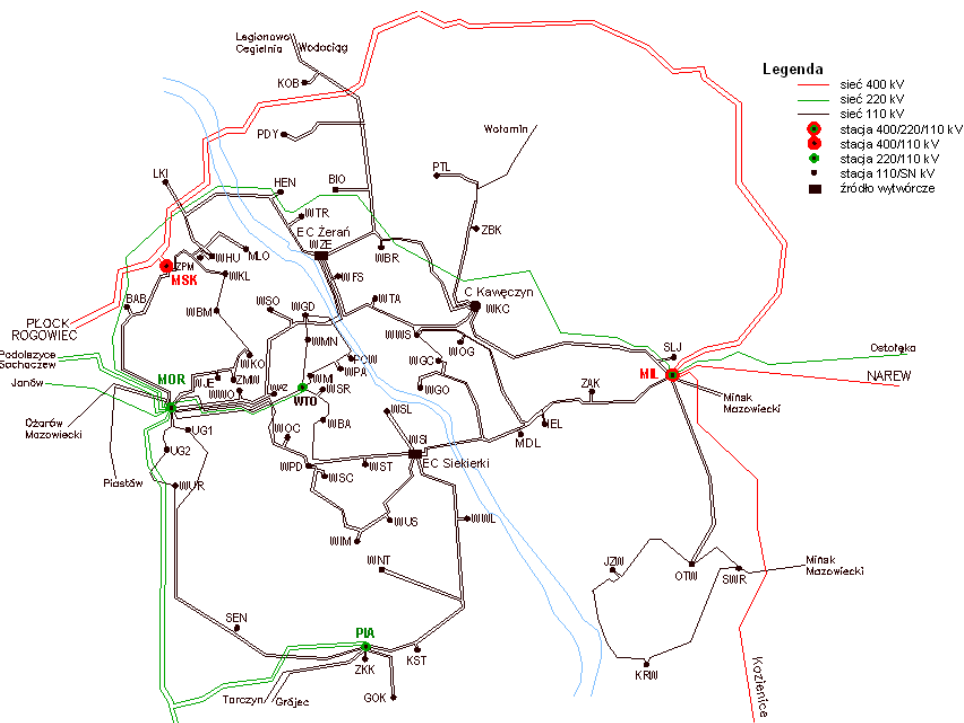 Legionowo
Cegielnia
Wodociąg
KOB
Legenda
sieć 400 kV
sieć 220 kV
sieć 110 kV
stacja 400/220/110 kV
stacja 400/110 kV
stacja 220/110 kV
stacja 110/SN kV
źródło wytwórcze
PDY
Wołomin
PTL
LKI
HEN
BIO
WTR
EC Żerań
WZE
ZBK
WBR
WHU
MLO
ZPM
MSK
WKL
WFS
BAB
WBM
WSO
WGD
WTA
C Kawęczyn
WKC
PŁOCK
ROGOWIEC
WMN
WWS
WOG
SLJ
Ostołęka
Podolszyce
Sochaczew
Janów
MOR
WKO
WJE
ZMW
WWO
POW
WPA
WMI
WTO
WSR
WGC
WGO
ZAK
MIL
NAREW
Mińsk
Mazowiecki
Ożarów
Mazowiecki
UG1
UG2
WOC
WBA
WSL
WSI
EC Siekierki
MDL
IEL
Piastów
WUR
WPD
WST
WSC
WUS
WIM
WWL
WNT
JZW
OTW
SWR
Mińsk
Mazowiecki
SEN
PIA
ZKK
KST
KRW
GOK
Tarczyn
Grójec
Kozienice